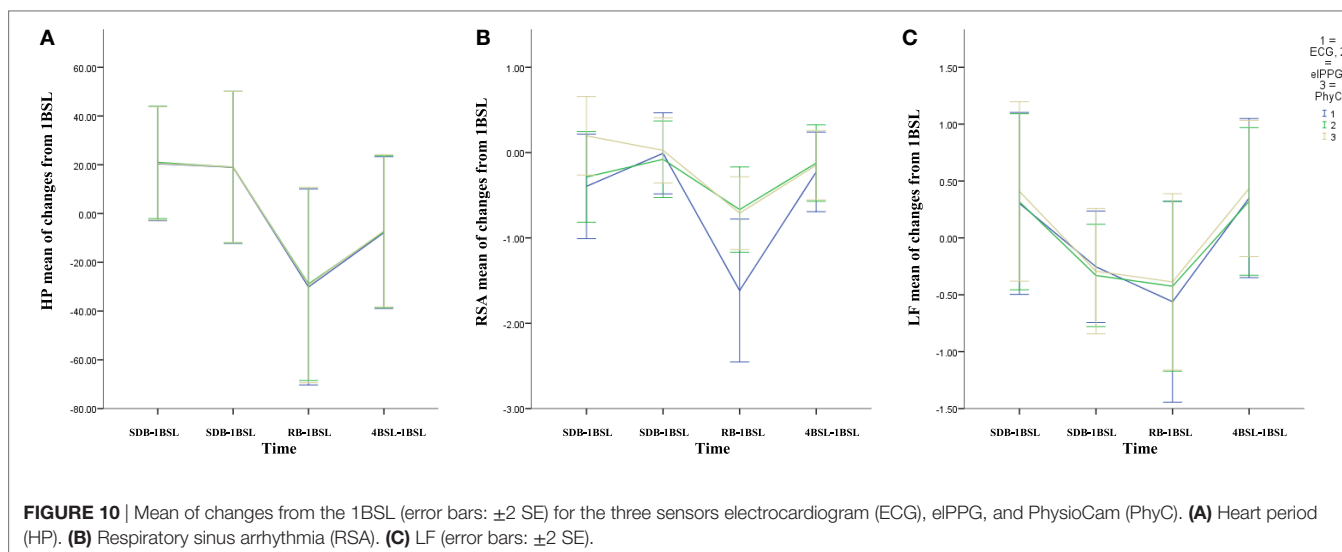 A
HP mean of changes from 1BSL
60.00
40.00
20.00
0.00
-20.00
-40.00
-60.00
-80.00
SDB-1BSL SDB-1BSL RB-1BSL 4BSL-1BSL
Time
B
RSA mean of changes from 1BSL
1.00
0.00
-1.00
-2.00
-3.00
SDB-1BSL SDB-1BSL RB-1BSL 4BSL-1BSL
Time
C
LF mean of changes from 1BSL
1.50
1.00
0.50
0.00
-0.50
-1.00
-1.50
SDB-1BSL SDB-1BSL RB-1BSL 4BSL-1BSL
Time
1 =
ECG, 2
=
elPPG
3 =
PhyC
1
2
3
FIGURE 10 | Mean of changes from the 1BSL (error bars: ±2 SE) for the three sensors electrocardiogram (ECG), elPPG, and PhysioCam (PhyC). (A) Heart period
(HP). (B) Respiratory sinus arrhythmia (RSA). (C) LF (error bars: ±2 SE).